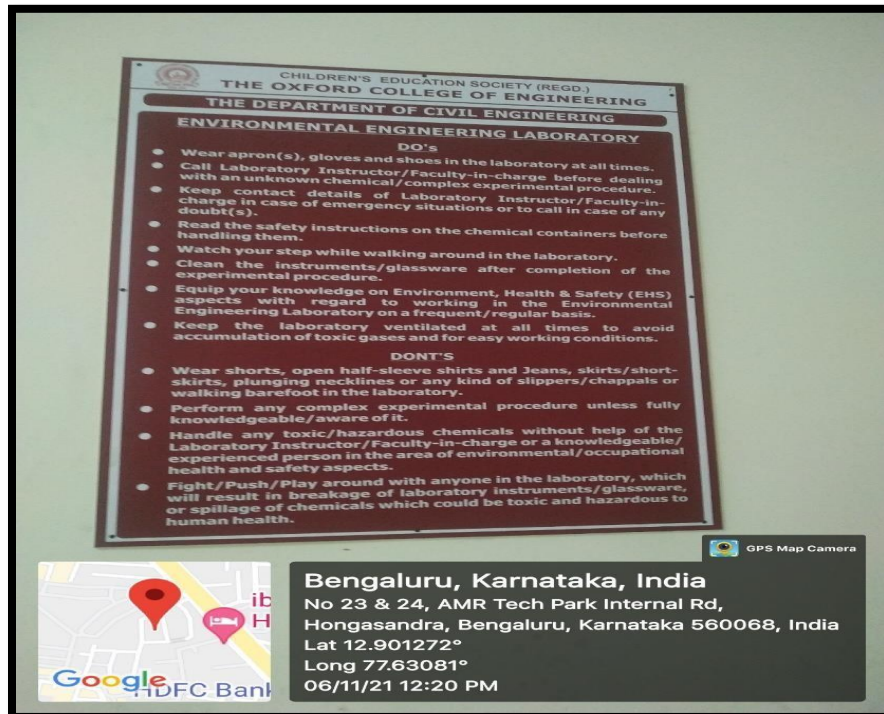 CHILDREN'S EDUCATION SOCIETY (REGD.)
THE OXFORD COLLEGE OF ENGINEERING
THE DEPARTMENT OF CIVIL ENGINEERING
ENVIRONMENTAL ENGINEERING LABORATORY
DO's
● Wear apron(s), gloves and shoes in the laboratory at all times.
● Call Laboratory Instructor/Faculty-in-charge before dealing
with an unknown chemical/complex experimental procedure.
● Keep contact details of Laboratory Instructor/Faculty-in-
charge in case of emergency situations or to call in case of any
doubt(s).
● Read the safety instructions on the chemical containers before
handling them.
● Watch your step while walking around in the laboratory.
● Clean the instruments/glassware after completion of the
experimental procedure.
● Equip your knowledge on Environment, Health & Safety (EHS)
aspects with regard to working in the Environmental
Engineering Laboratory on a frequent/regular basis.
● Keep the laboratory ventilated at all times to avoid
accumulation of toxic gases and for easy working conditions.
DONT'S
● Wear shorts, open half-sleeve shirts and Jeans, skirts/short-
skirts, plunging necklines or any kind of slippers/chappals or
walking barefoot in the laboratory.
● Perform any complex experimental procedure unless fully
knowledgeable/aware of it.
● Handle any toxic/hazardous chemicals without help of the
Laboratory Instructor/Faculty-in-charge or a knowledgeable/
experienced person in the area of environmental/occupational
health and safety aspects.
● Fight/Push/Play around with anyone in the laboratory, which
will result in breakage of laboratory instruments/glassware,
or spillage of chemicals which could be toxic and hazardous to
human health.
GPS Map Camera
ib
H
Google
HDFC Bank
Bengaluru, Karnataka, India
No 23 & 24, AMR Tech Park Internal Rd,
Hongasandra, Bengaluru, Karnataka 560068, India
Lat 12.901272°
Long 77.63081°
06/11/21 12:20 PM